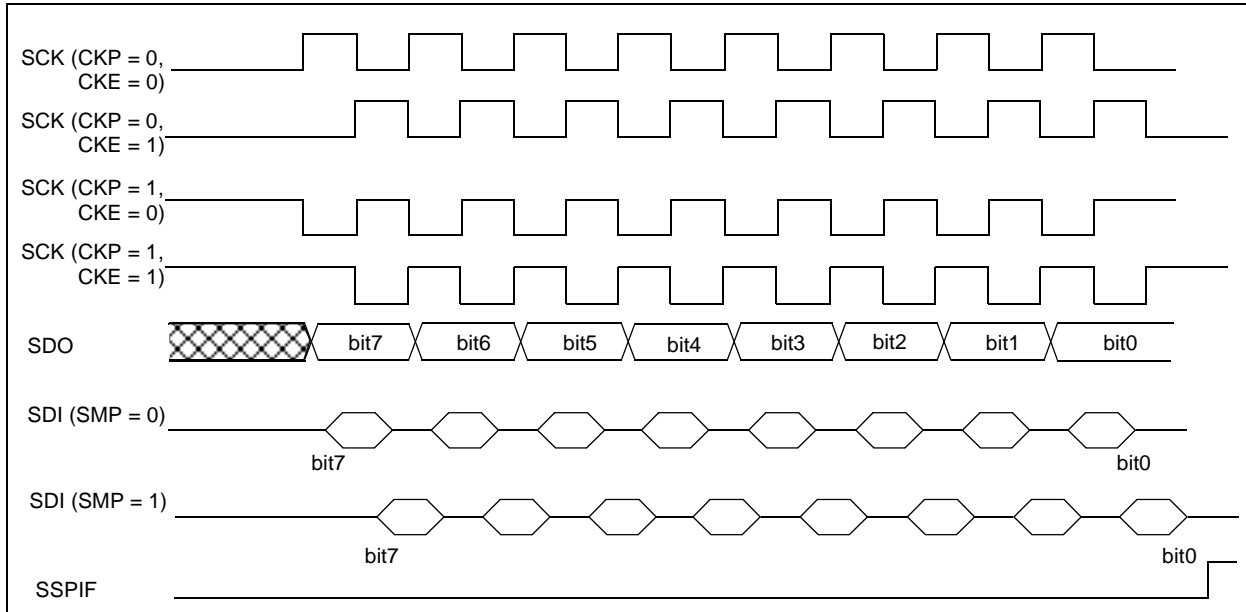 SCK (CKP = 0,
CKE = 0)
SCK (CKP = 0,
CKE = 1)
SCK (CKP = 1,
CKE = 0)
SCK (CKP = 1,
CKE = 1)
SDO bit7 bit6 bit5 bit4 bit3 bit2 bit1 bit0
SDI (SMP = 0)
bit7 bit0
SDI (SMP = 1)
bit7 bit0
SSPIF